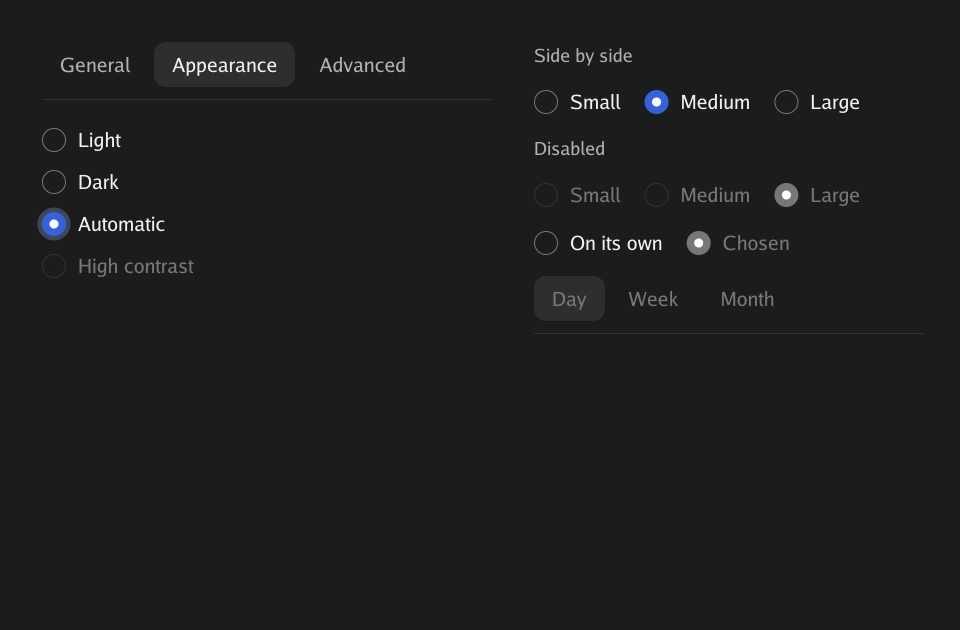 General Appearance Advanced
Light
Dark
Automatic
High contrast
Side by side
Small Medium Large
Disabled
Small Medium Large
On its own Chosen
Day Week Month